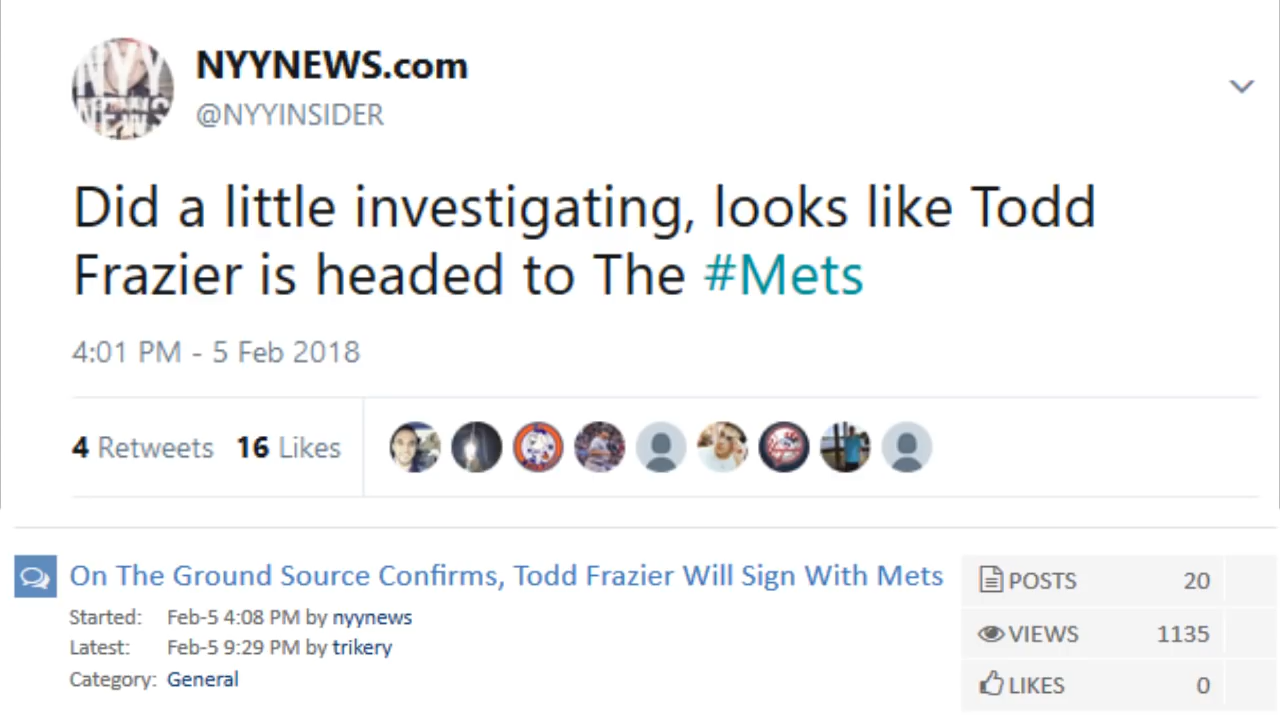 NYYNEWS.com
@NYYINSIDER
Did a little investigating, looks like Todd
Frazier is headed to The #Mets
4:01 PM - 5 Feb 2018
4 Retweets 16 Likes
On The Ground Source Confirms, Todd Frazier Will Sign With Mets
Started: Feb-5 4:08 PM by nyynews
Latest: Feb-5 9:29 PM by trikery
Category: General
POSTS 20
VIEWS 1135
LIKES 0